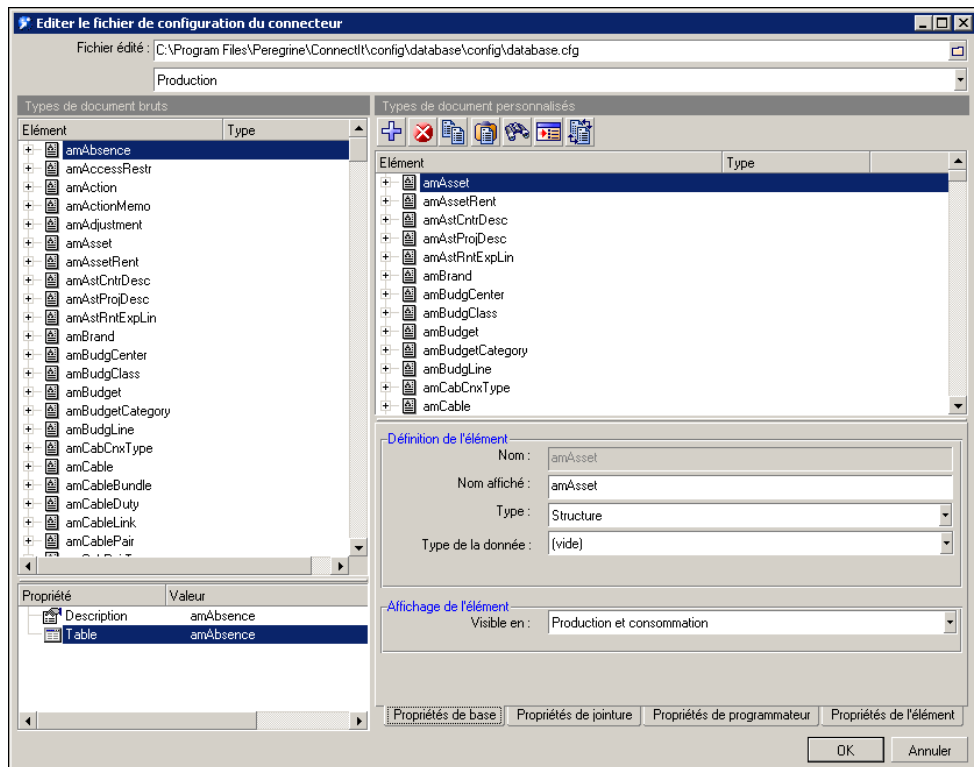 Editer le fichier de configuration du connecteur
Fichier édité : C:\Program Files\Peregrine\ConnectIt\config\database\config\database.cfg
Production
Types de document bruts
Elément Type
amAbsence
amAccessRestr
amAction
amActionMemo
amAdjustment
amAsset
amAssetRent
amAstCntrDesc
amAstProjDesc
amAstRntExpLin
amBrand
amBudgCenter
amBudgClass
amBudget
amBudgetCategory
amBudgLine
amCabCnxType
amCable
amCableBundle
amCableDuty
amCableLink
amCablePair
Propriété Valeur
Description amAbsence
Table amAbsence
Types de document personnalisés
Elément Type
amAsset
amAssetRent
amAstCntrDesc
amAstProjDesc
amAstRntExpLin
amBrand
amBudgCenter
amBudgClass
amBudget
amBudgetCategory
amBudgLine
amCabCnxType
amCable
Définition de l'élément
Nom : amAsset
Nom affiché : amAsset
Type : Structure
Type de la donnée : (vide)
Affichage de l'élément
Visible en : Production et consommation
Propriétés de base Propriétés de jointure Propriétés de programmateur Propriétés de l'élément
OK Annuler